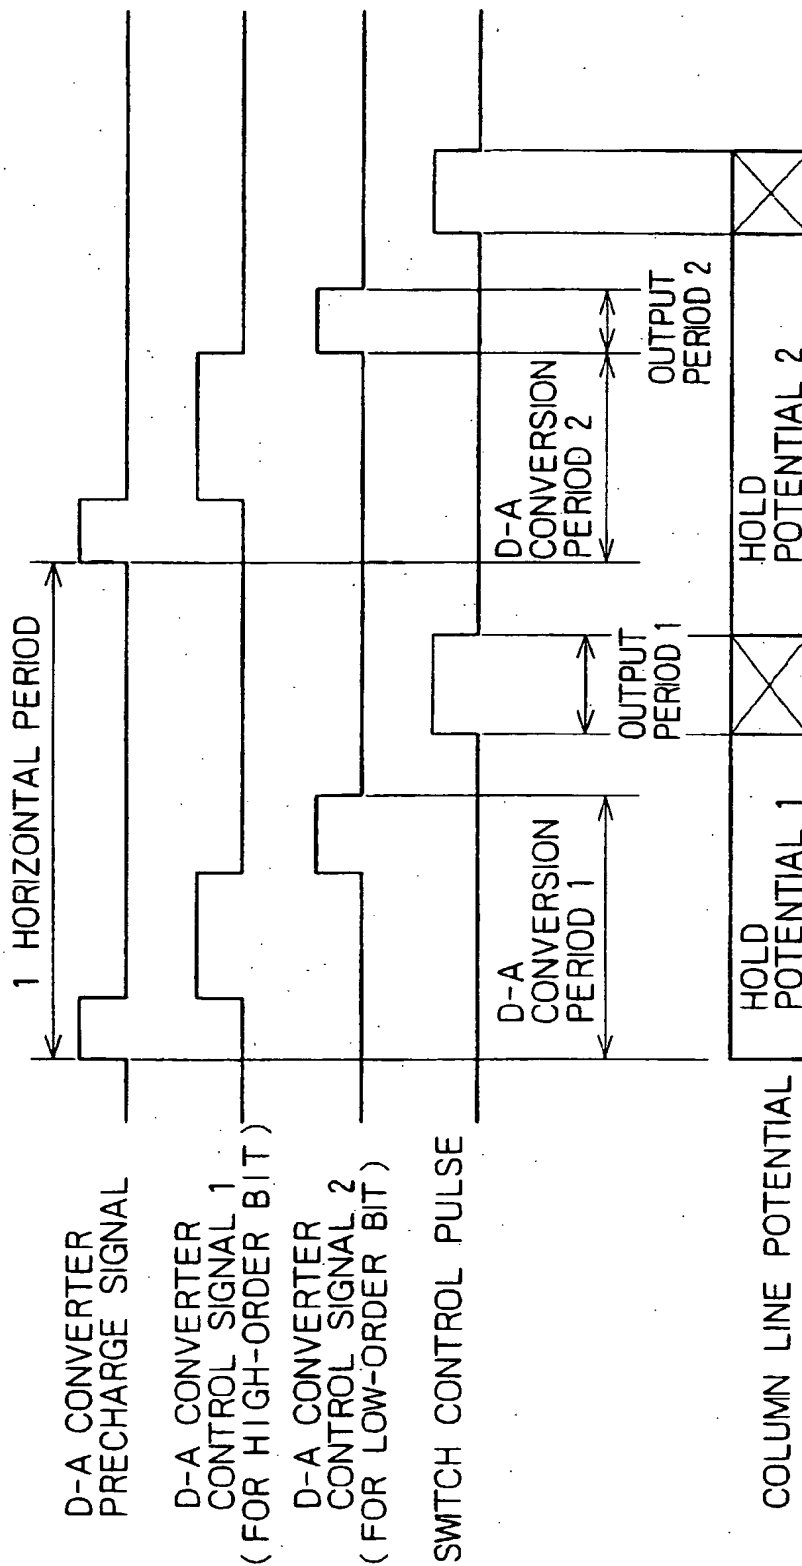 1 HORIZONTAL PERIOD
D-A CONVERTER
PRECHARGE SIGNAL
D-A CONVERTER
CONTROL SIGNAL 1
(FOR HIGH-ORDER BIT)
D-A CONVERTER
CONTROL SIGNAL 2
(FOR LOW-ORDER BIT)
SWITCH CONTROL PULSE
D-A
CONVERSION
PERIOD 1
OUTPUT
PERIOD 1
D-A
CONVERSION
PERIOD 2
OUTPUT
PERIOD 2
COLUMN LINE POTENTIAL
HOLD
POTENTIAL 1
HOLD
POTENTIAL 2